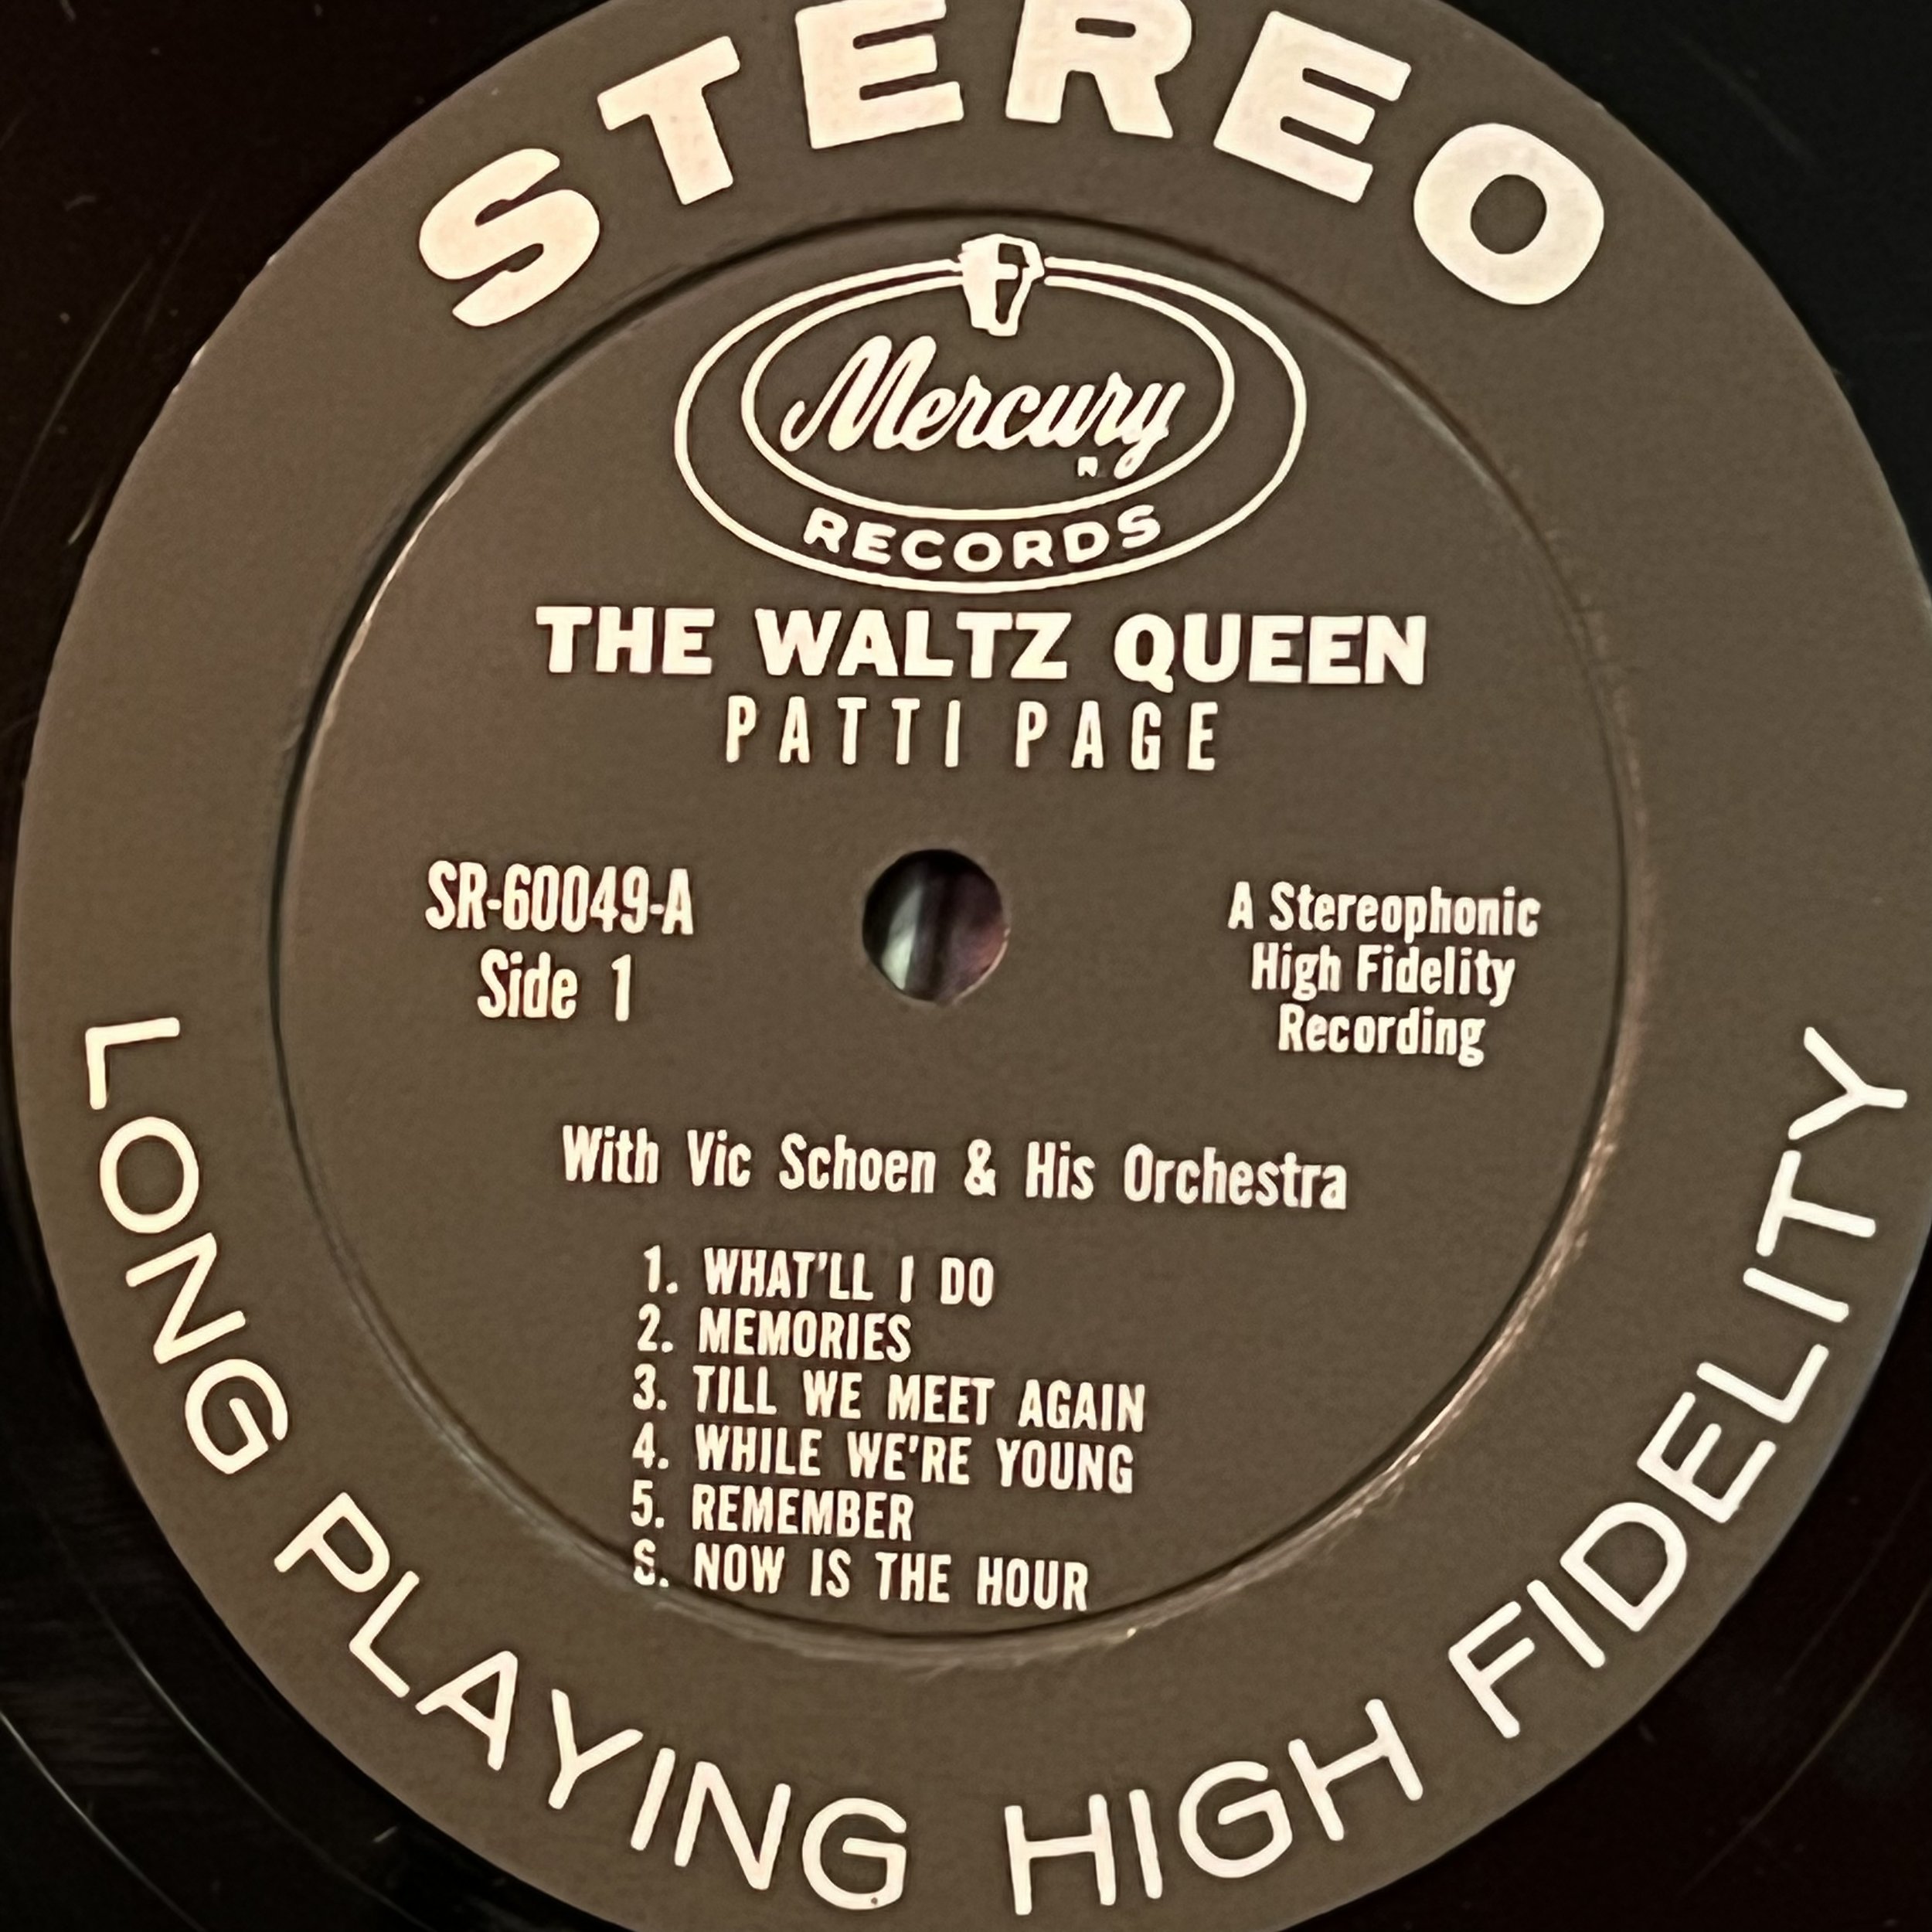 STEREO
Mercury
RECORDS
THE WALTZ QUEEN
PATTI PAGE
SR-60049-A
Side 1
A Stereophonic
High Fidelity
Recording
With Vic Schoen & His Orchestra
1. WHAT'LL I DO
2. MEMORIES
3. TILL WE MEET AGAIN
4. WHILE WE'RE YOUNG
5. REMEMBER
6. NOW IS THE HOUR
LONG PLAYING HIGH FIDELITY